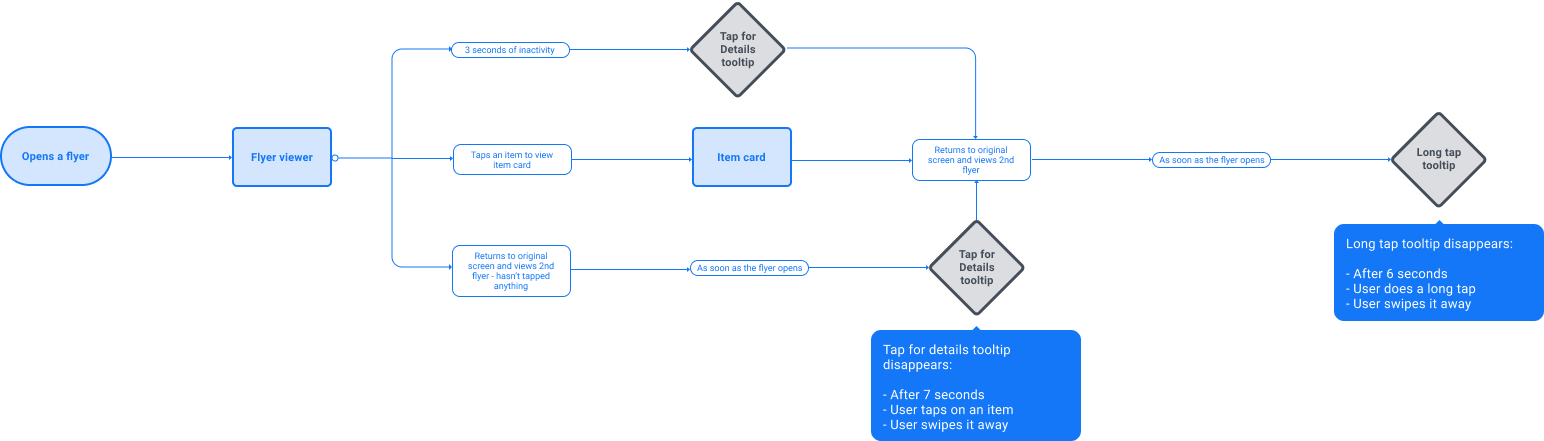 Opens a flyer
Flyer viewer
3 seconds of inactivity
Tap for
Details
tooltip
Taps an item to view
item card
Item card
Returns to original
screen and views 2nd
flyer
As soon as the flyer opens
Long tap
tooltip
Long tap tooltip disappears:
- After 6 seconds
- User does a long tap
- User swipes it away
Returns to original
screen and views 2nd
flyer - hasn't tapped
anything
As soon as the flyer opens
Tap for
Details
tooltip
Tap for details tooltip
disappears:
- After 7 seconds
- User taps on an item
- User swipes it away